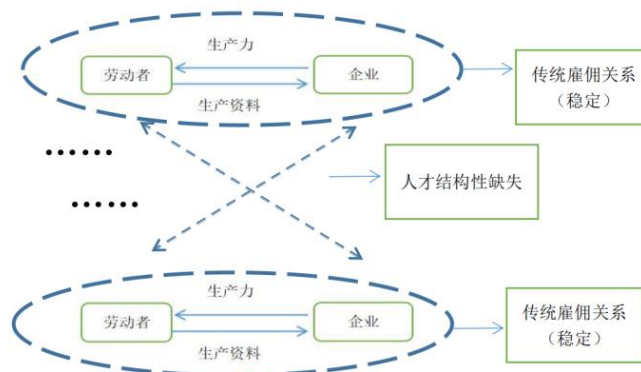 生产力
劳动者
企业
生产资料
传统雇佣关系
（稳定）
……
人才结构性缺失
……
生产力
劳动者
企业
生产资料
传统雇佣关系
（稳定）